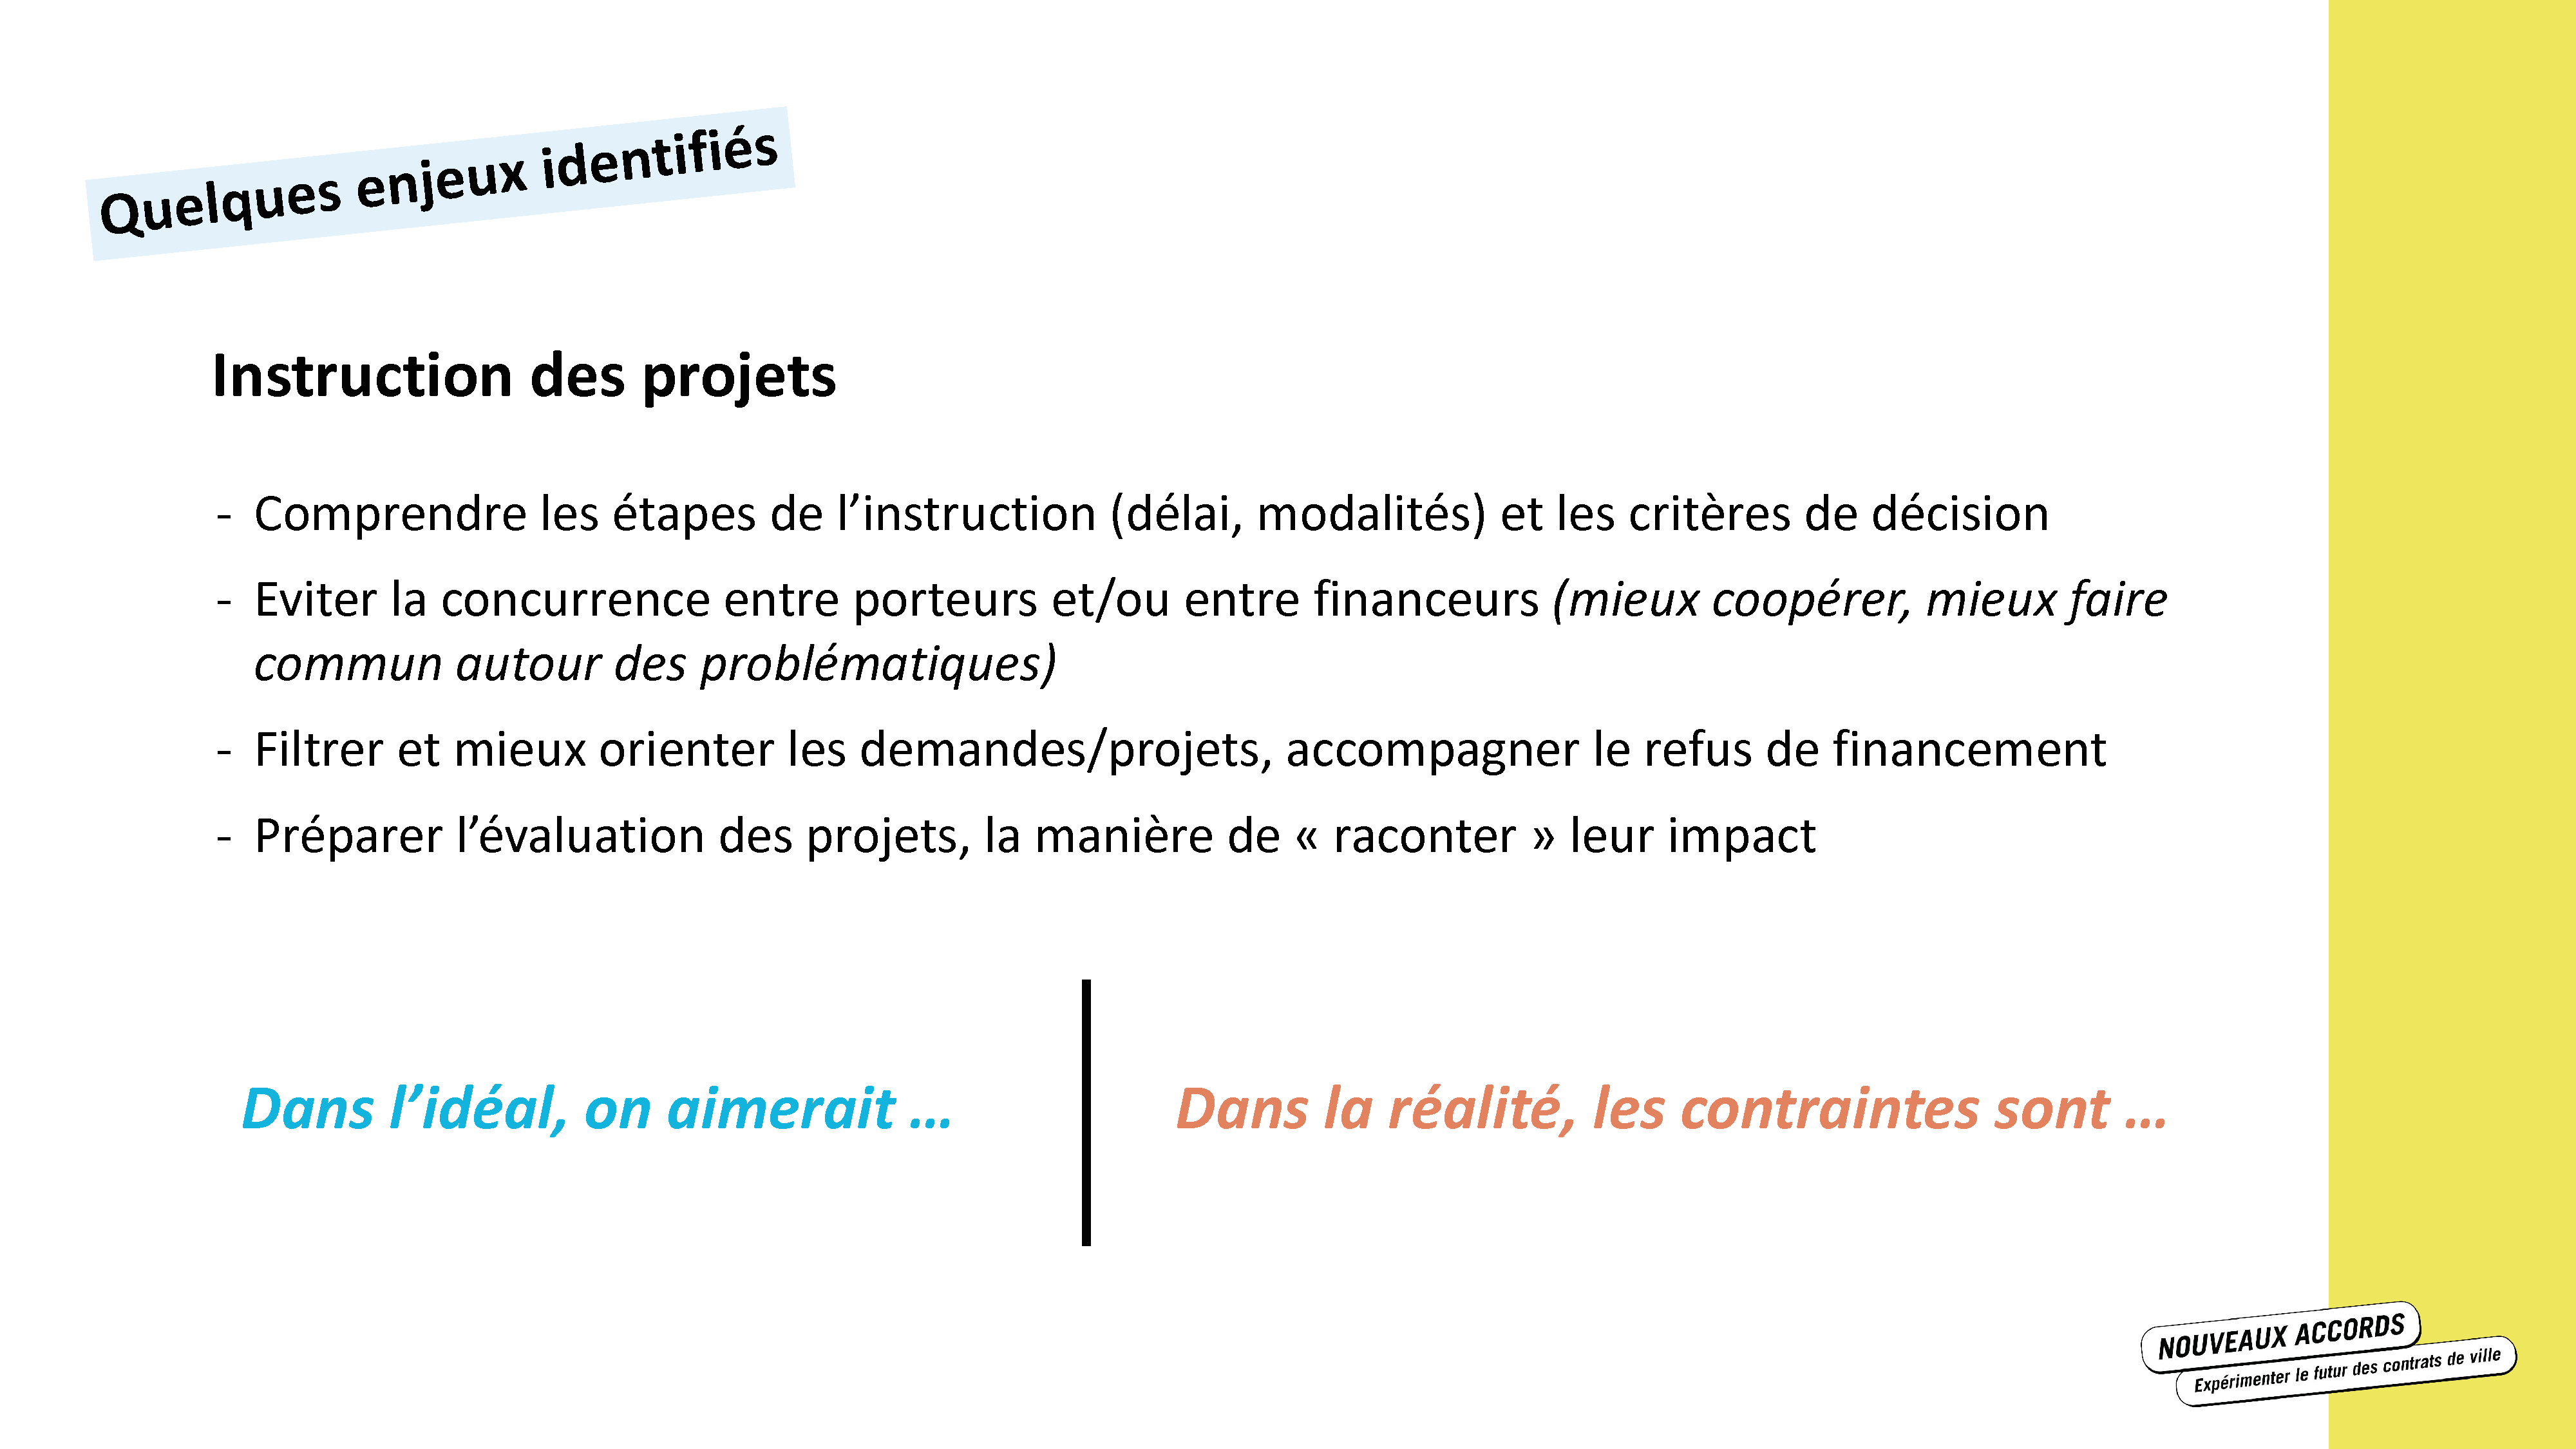 Quelques enjeux identifiés
Instruction des projets
- Comprendre les étapes de l’instruction (délai, modalités) et les critères de décision
- Eviter la concurrence entre porteurs et/ou entre financeurs (mieux coopérer, mieux faire
commun autour des problématiques)
- Filtrer et mieux orienter les demandes/projets, accompagner le refus de financement
- Préparer l’évaluation des projets, la manière de « raconter » leur impact
Dans l’idéal, on aimerait …
Dans la réalité, les contraintes sont …
NOUVEAUX ACCORDS
Expérimenter le futur des contrats de ville